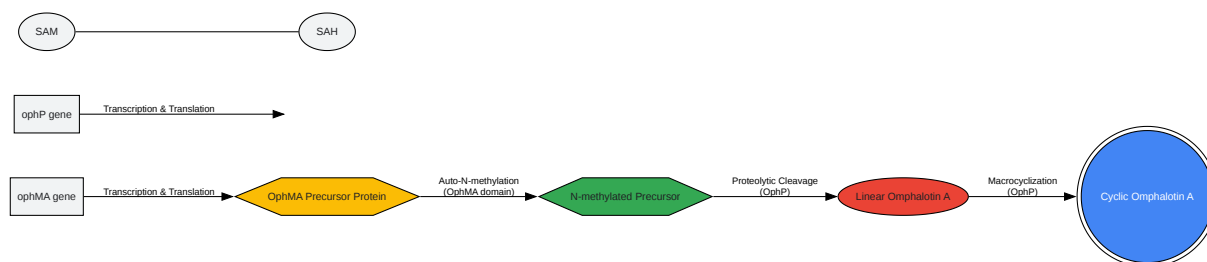 SAM
SAH
ophP gene
Transcription & Translation
ophMA gene
Transcription & Translation
OphMA Precursor Protein
Auto-N-methylation
(OphMA domain)
N-methylated Precursor
Proteolytic Cleavage
(OphP)
Linear Omphalotin A
Macrocyclization
(OphP)
Cyclic Omphalotin A